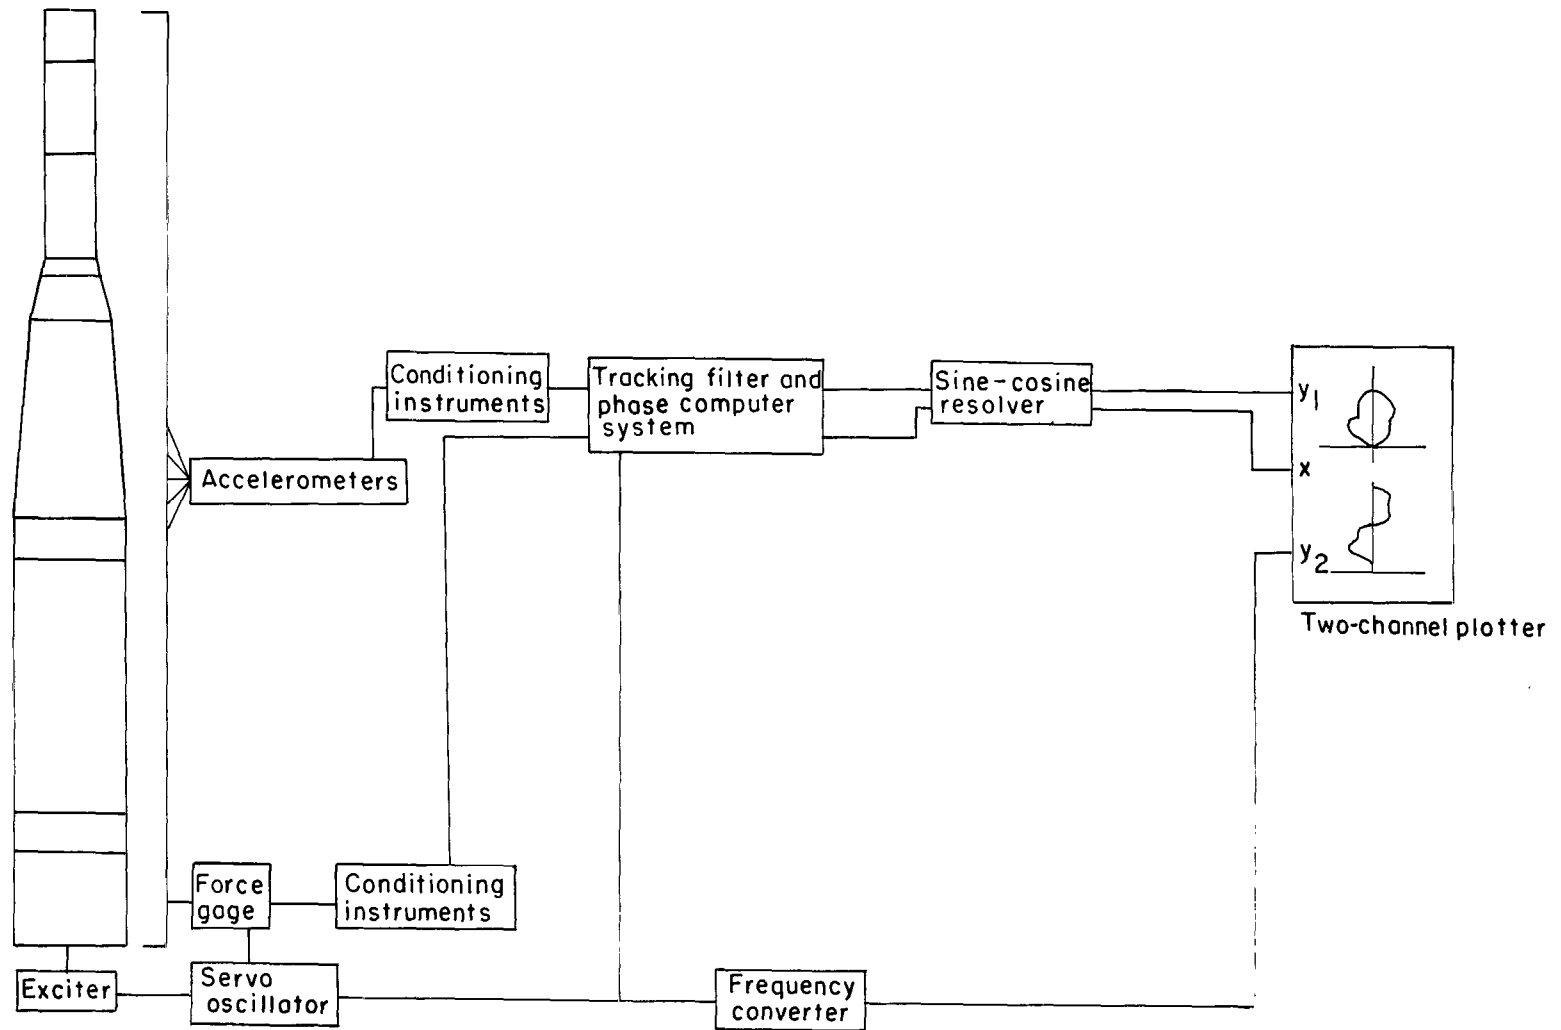 Conditioning
instruments
Tracking filter and
phase computer
system
Sine-cosine
resolver
y1
x
y2
Two-channel plotter
Accelerometers
Force
gage
Conditioning
instruments
Exciter
Servo
oscillator
Frequency
converter